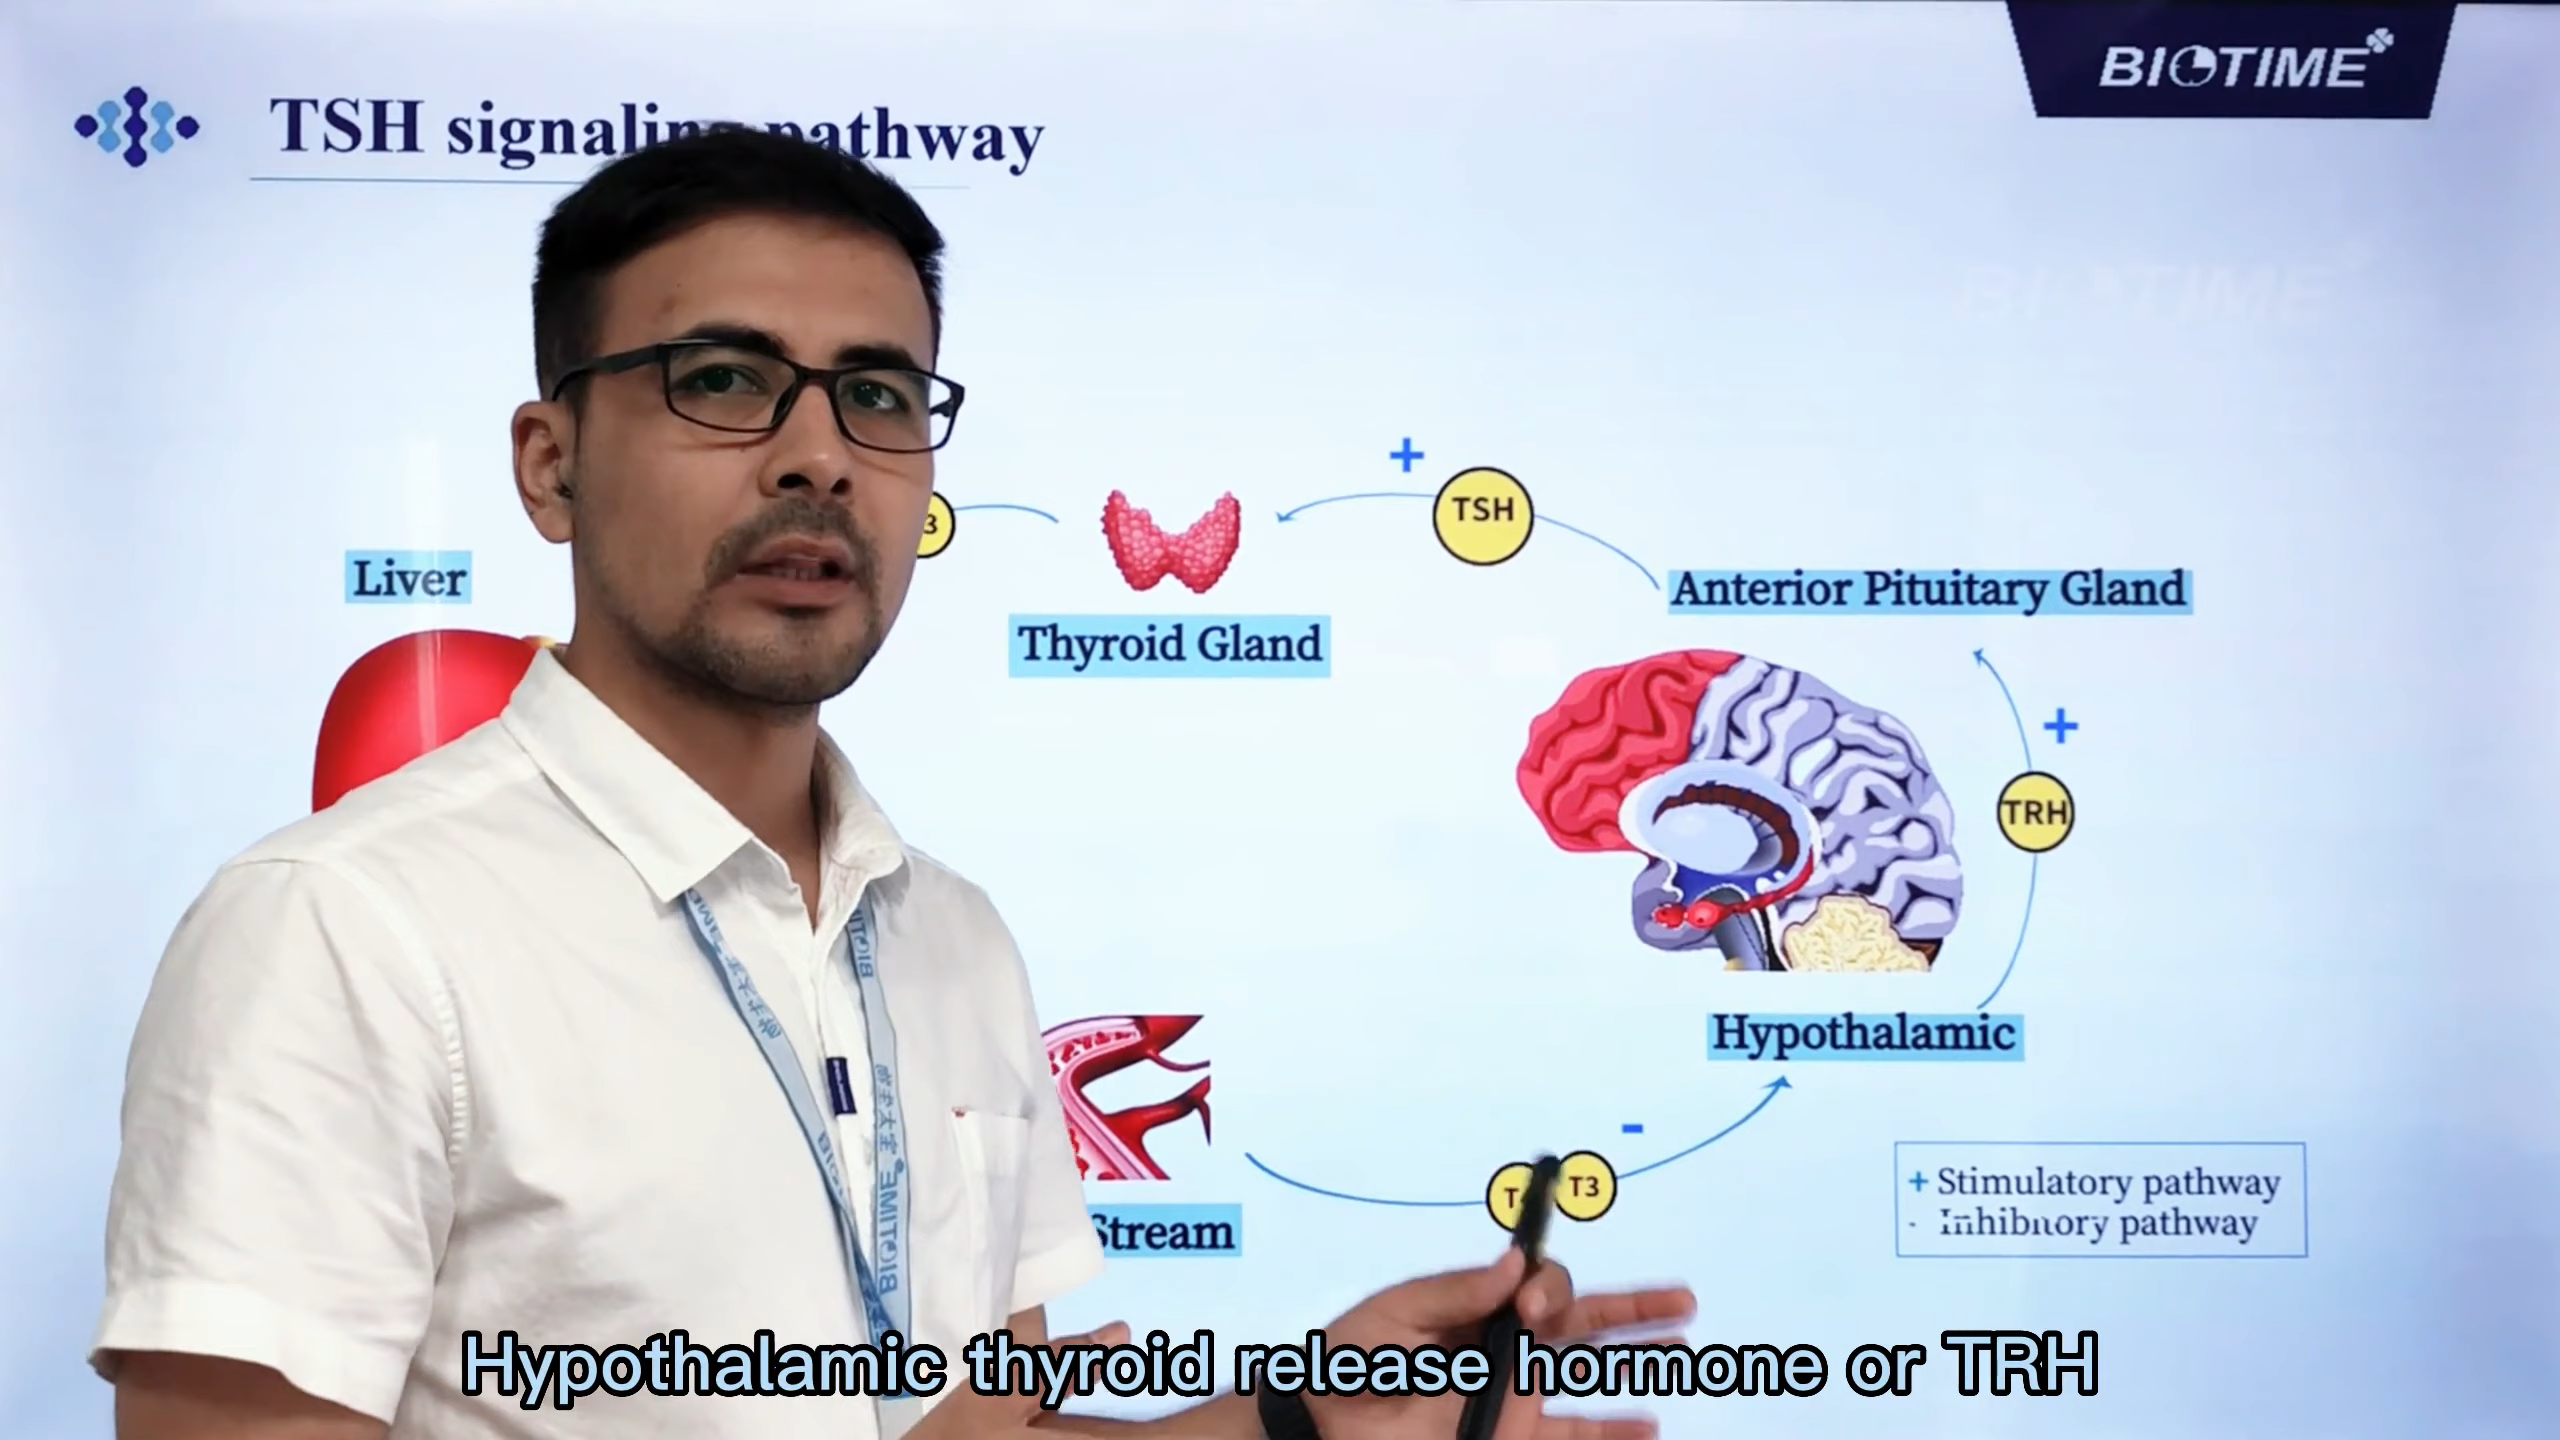 BIOTIME
TSH signaling pathway
TSH
Liver
Anterior Pituitary Gland
Thyroid Gland
TRH
Hypothalamic
T3
Stream
+ Stimulatory pathway
- Inhibitory pathway
BIOTIME
Hypothalamic thyroid release hormone or TRH